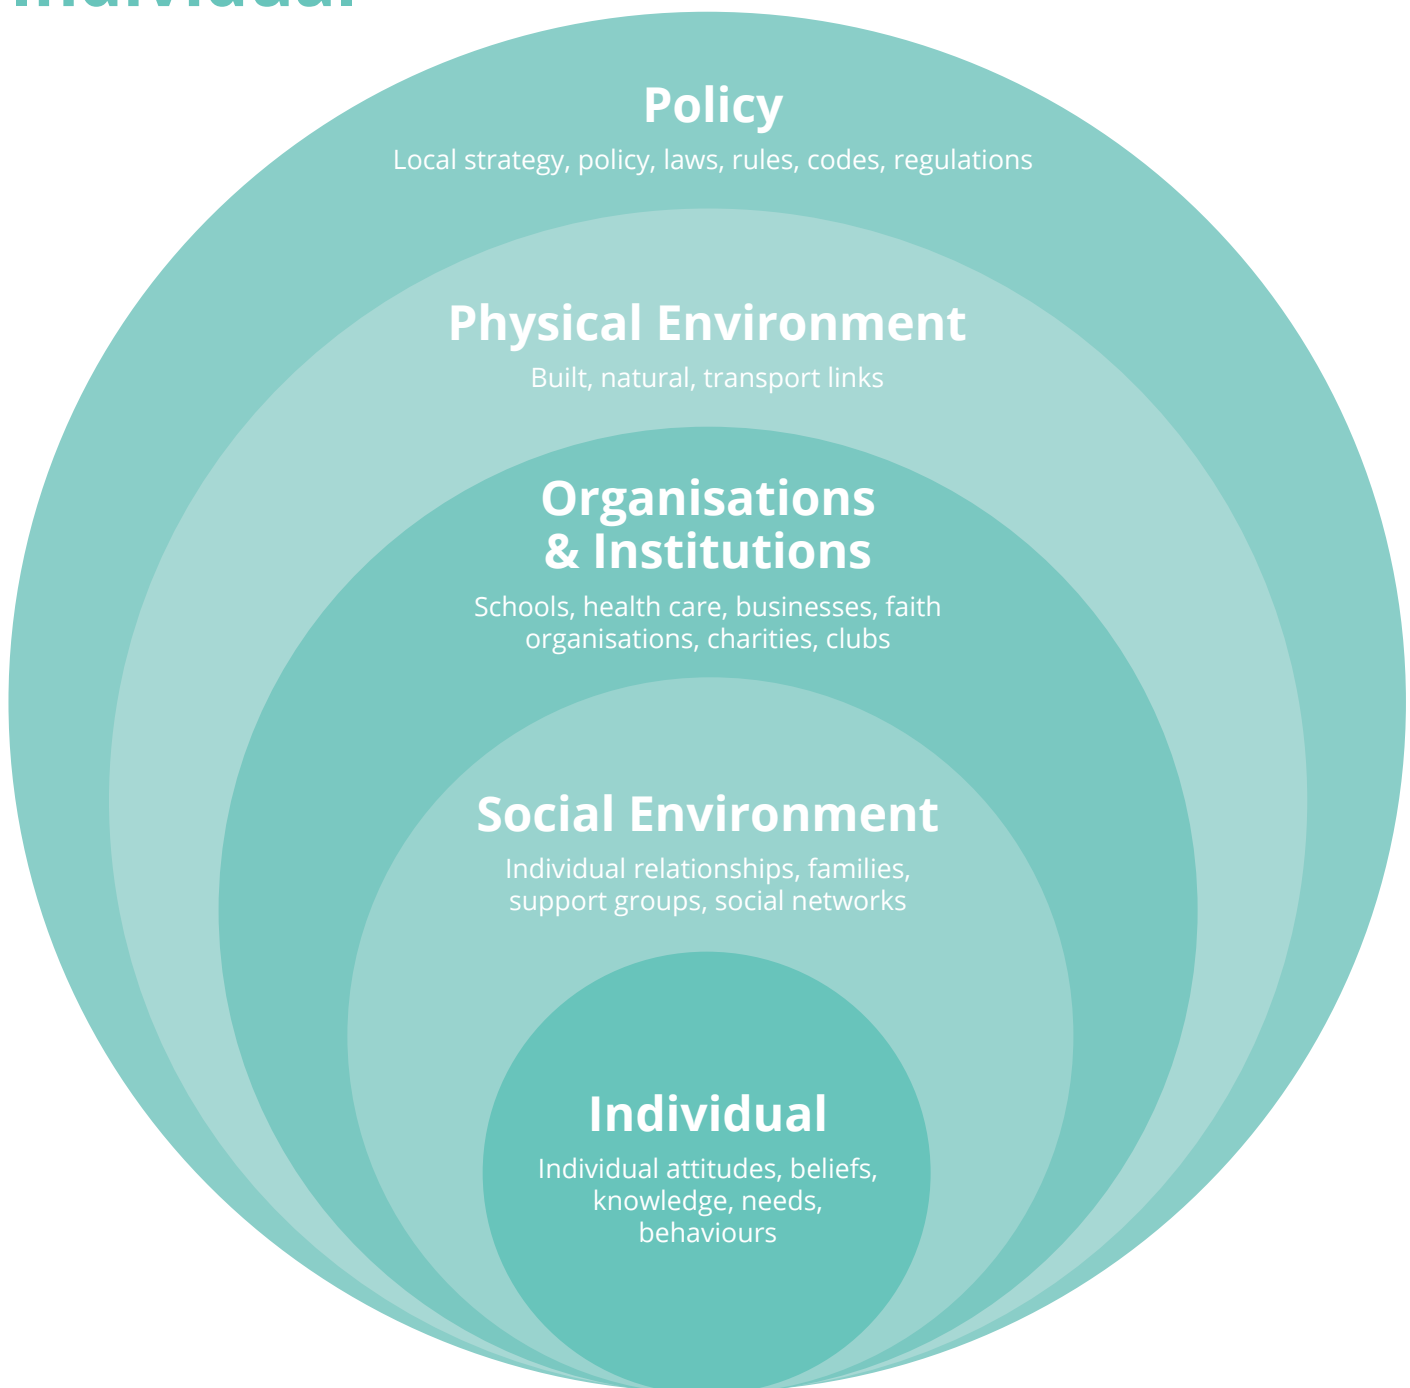 Individual
Policy
Local strategy, policy, laws, rules, codes, regulations
Physical Environment
Built, natural, transport links
Organisations
& Institutions
Schools, health care, businesses, faith
organisations, charities, clubs
Social Environment
Individual relationships, families,
support groups, social networks
Individual
Individual attitudes, beliefs,
knowledge, needs,
behaviours